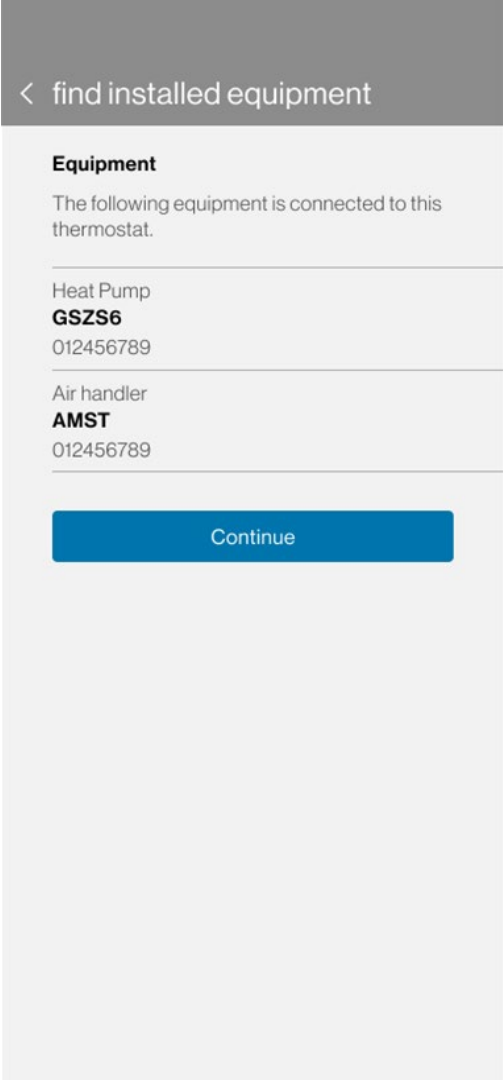 find installed equipment
Equipment
The following equipment is connected to this
thermostat.
Heat Pump
GSZS6
012456789
Air handler
AMST
012456789
Continue